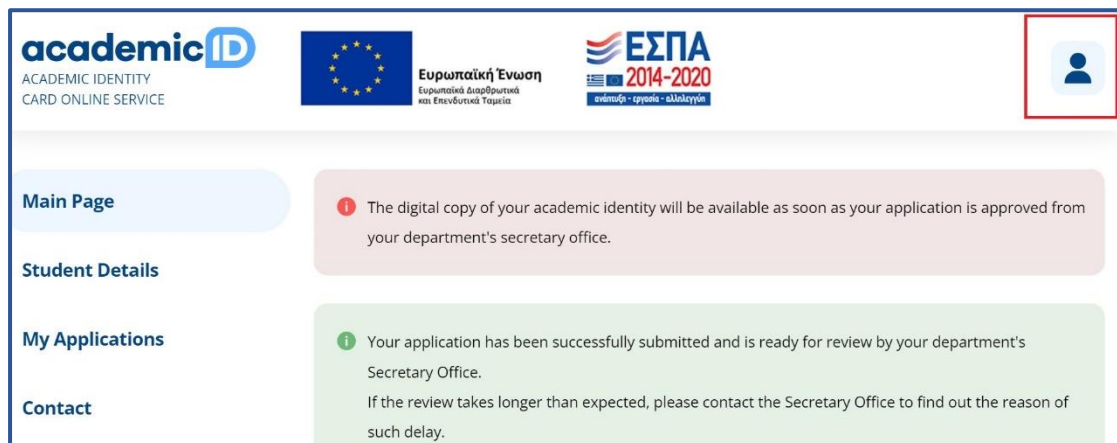 academicID
ACADEMIC IDENTITY
CARD ONLINE SERVICE
Ευρωπαϊκή Ένωση
Ευρωπαϊκά Διαρθρωτικά
και Επενδυτικά Ταμεία
ΕΣΠΑ
2014-2020
ανάπτυξη - εργασία - αλληλεγγύη
Main Page
Student Details
My Applications
Contact
The digital copy of your academic identity will be available as soon as your application is approved from
your department's secretary office.
Your application has been successfully submitted and is ready for review by your department's
Secretary Office.
If the review takes longer than expected, please contact the Secretary Office to find out the reason of
such delay.